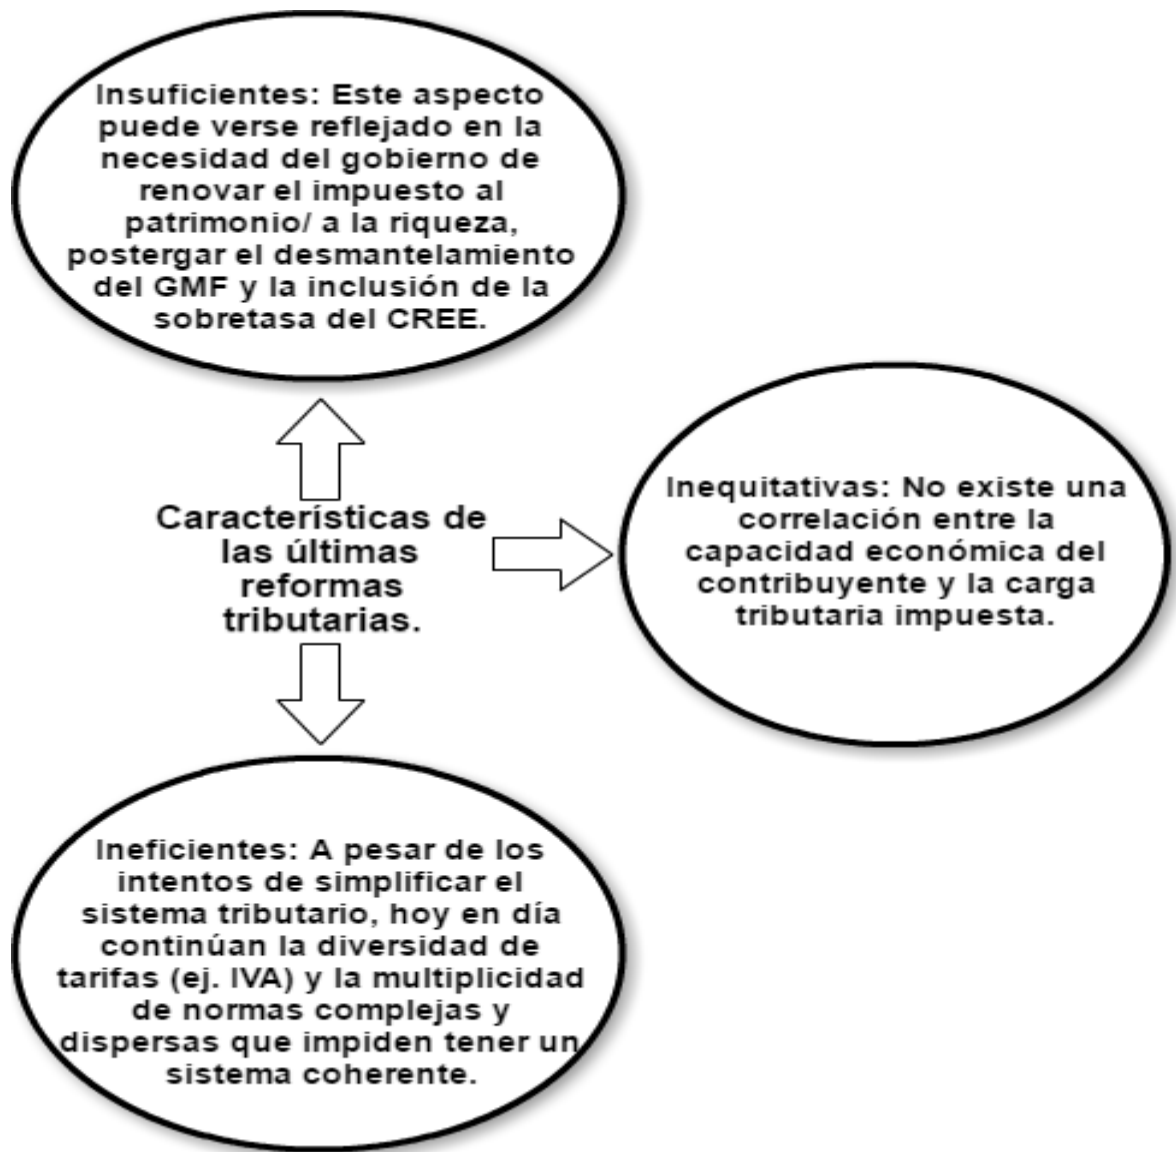 Insuficientes: Este aspecto
puede verse reflejado en la
necesidad del gobierno de
renovar el impuesto al
patrimonio/ a la riqueza,
postergar el desmantelamiento
del GMF y la inclusión de la
sobretasa del CREE.
Características de
las últimas
reformas
tributarias.
Inequitativas: No existe una
correlación entre la
capacidad económica del
contribuyente y la carga
tributaria impuesta.
Ineficientes: A pesar de los
intentos de simplificar el
sistema tributario, hoy en día
continúan la diversidad de
tarifas (ej. IVA) y la multiplicidad
de normas complejas y
dispersas que impiden tener un
sistema coherente.